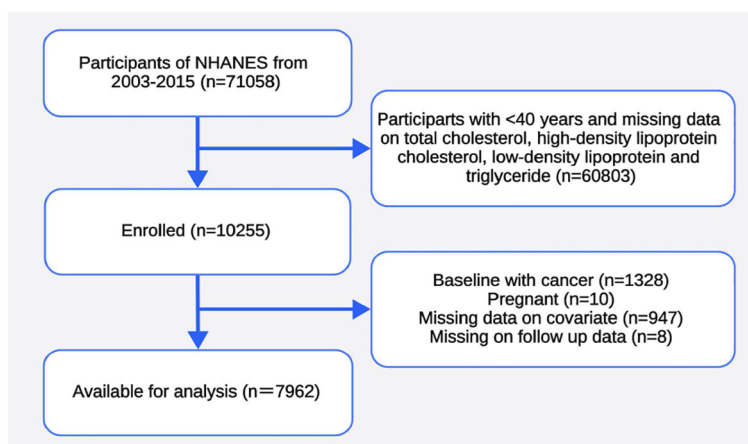 Participants of NHANES from
2003-2015 (n=71058)
Participarts with <40 years and missing data
on total cholesterol, high-density lipoprotein
cholesterol, low-density lipoprotein and
triglyceride (n=60803)
Enrolled (n=10255)
Baseline with cancer (n=1328)
Pregnant (n=10)
Missing data on covariate (n=947)
Missing on follow up data (n=8)
Available for analysis (n=7962)